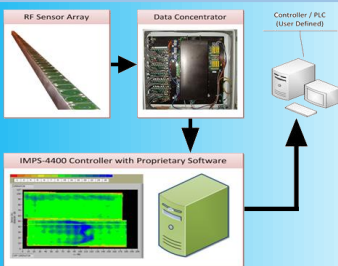 RF Sensor Array
Data Concentrator
Controller / PLC
(User Defined)
IMPS-4400 Controller with Proprietary Software